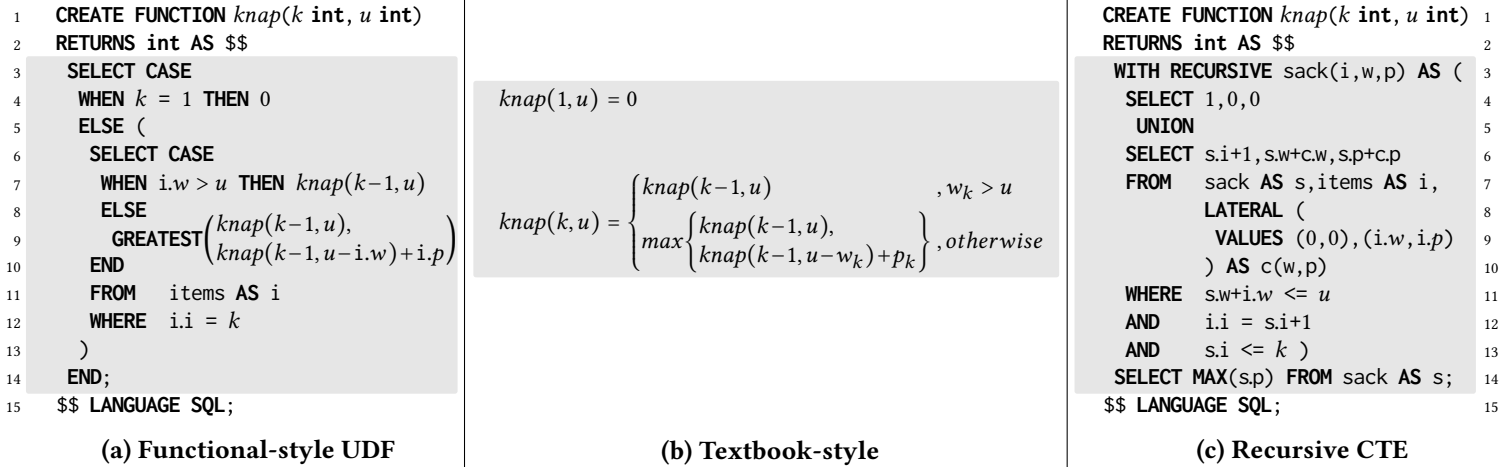 1 CREATE FUNCTION knap(k int, u int)
2 RETURNS int AS $$
3 SELECT CASE
4 WHEN k = 1 THEN 0
5 ELSE (
6 SELECT CASE
7 WHEN i.w > u THEN knap(k−1,u)
8 ELSE
9 GREATEST(knap(k−1,u),
knap(k−1,u−i.w)+i.p)
10 END
11 FROM items AS i
12 WHERE i.i = k
13 )
14 END;
15 $$ LANGUAGE SQL;
(a) Functional-style UDF
knap(1,u) = 0
knap(k,u) = { knap(k−1,u) , wₖ > u
max { knap(k−1,u),
knap(k−1,u−wₖ)+pₖ } , otherwise
(b) Textbook-style
CREATE FUNCTION knap(k int, u int) 1
RETURNS int AS $$ 2
WITH RECURSIVE sack(i,w,p) AS ( 3
SELECT 1,0,0 4
UNION 5
SELECT s.i+1,s.w+c.w,s.p+c.p 6
FROM sack AS s,items AS i, 7
LATERAL ( 8
VALUES (0,0),(i.w,i.p) 9
) AS c(w,p) 10
WHERE s.w+i.w <= u 11
AND i.i = s.i+1 12
AND s.i <= k ) 13
SELECT MAX(s.p) FROM sack AS s; 14
$$ LANGUAGE SQL; 15
(c) Recursive CTE